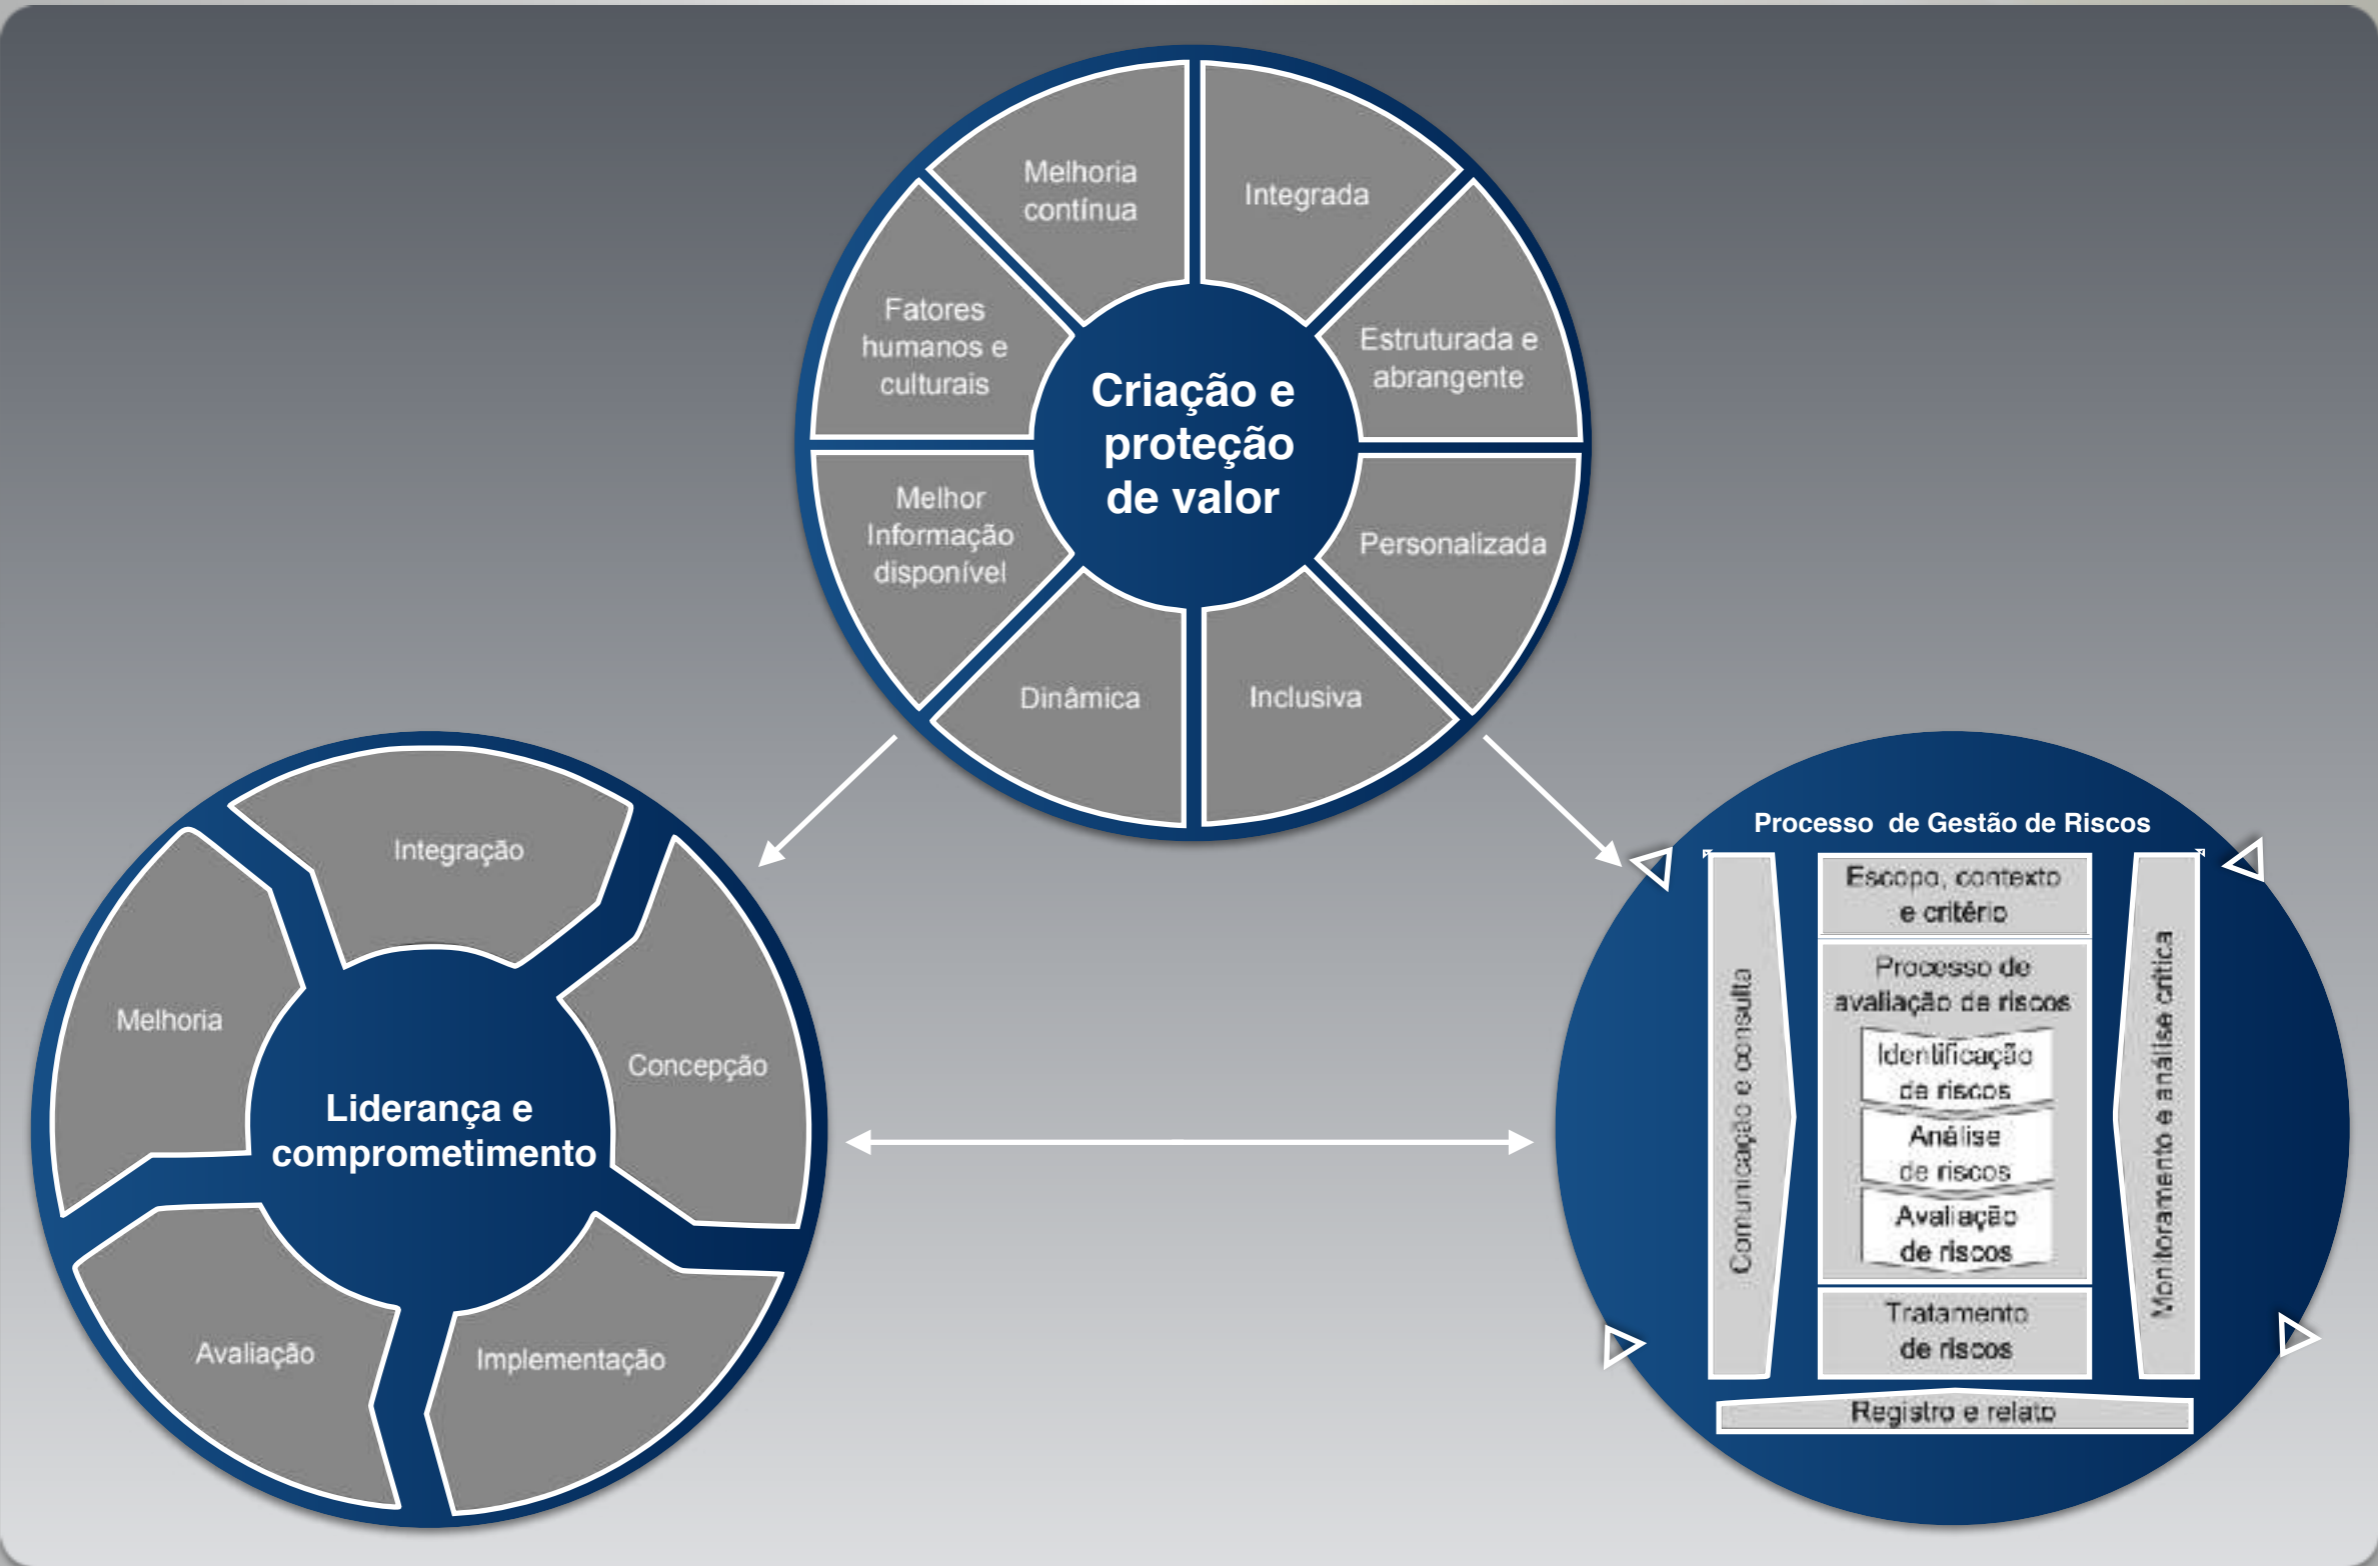 Melhoria
contínua
Integrada
Fatores
humanos e
culturais
Estruturada e
abrangente
Criação e
proteção
de valor
Melhor
Informação
disponível
Personalizada
Dinâmica
Inclusiva
Integração
Melhoria
Concepção
Liderança e
comprometimento
Avaliação
Implementação
Processo de Gestão de Riscos
Comunicação e consulta
Escopo, contexto
e critério
Processo de
avaliação de riscos
Identificação
de riscos
Análise
de riscos
Avaliação
de riscos
Tratamento
de riscos
Monitoramento e análise crítica
Registro e relato